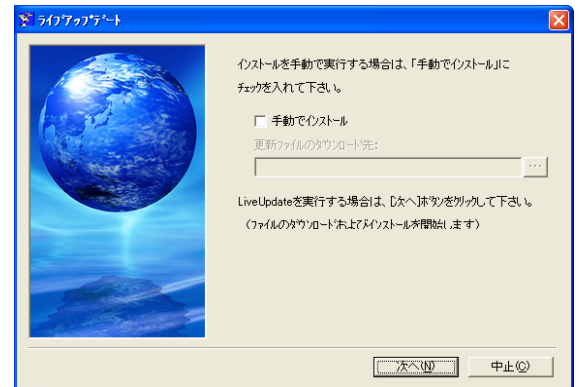 ライブアップデート
インストールを手動で実行する場合は、「手動でインストール」に
チェックを入れて下さい。
手動でインストール
更新ファイルのダウンロード先:
...
LiveUpdateを実行する場合は、[次へ]ボタンをクリックして下さい。
(ファイルのダウンロードおよびインストールを開始します)
次へ(N)
中止(C)